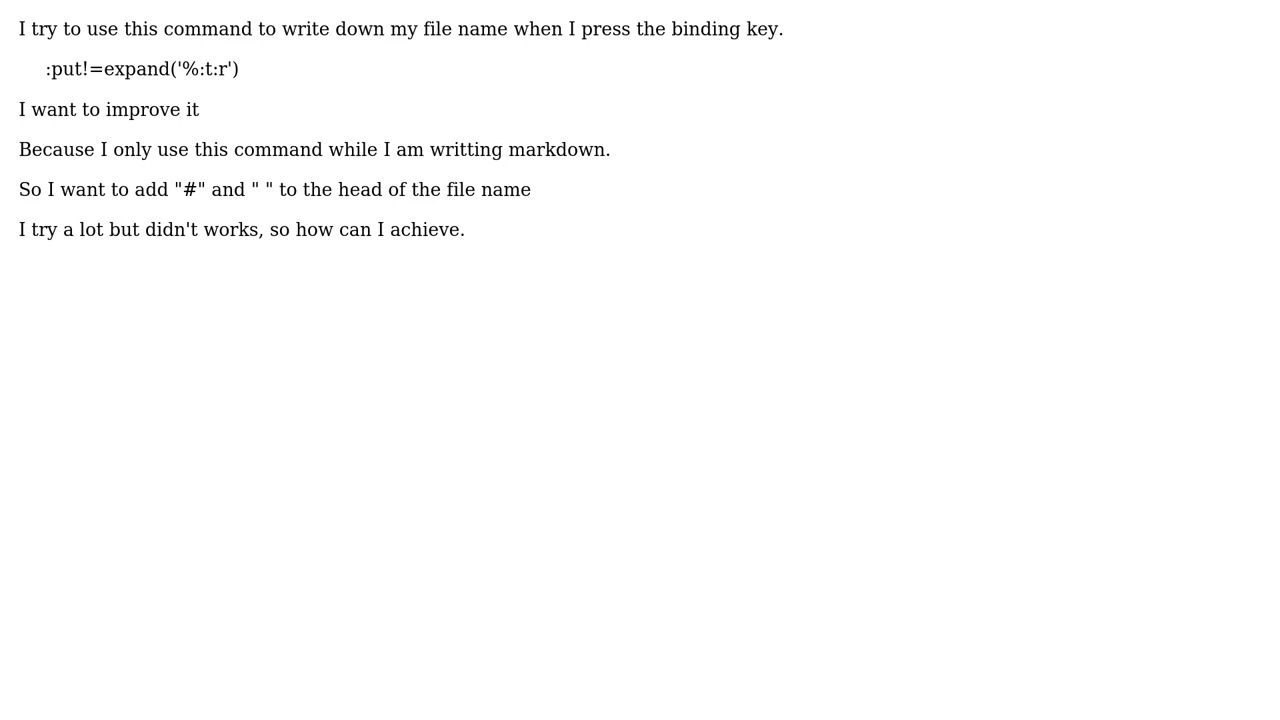 I try to use this command to write down my file name when I press the binding key.
:put!=expand('%:t:r')
I want to improve it
Because I only use this command while I am writting markdown.
So I want to add "#" and " " to the head of the file name
I try a lot but didn't works, so how can I achieve.